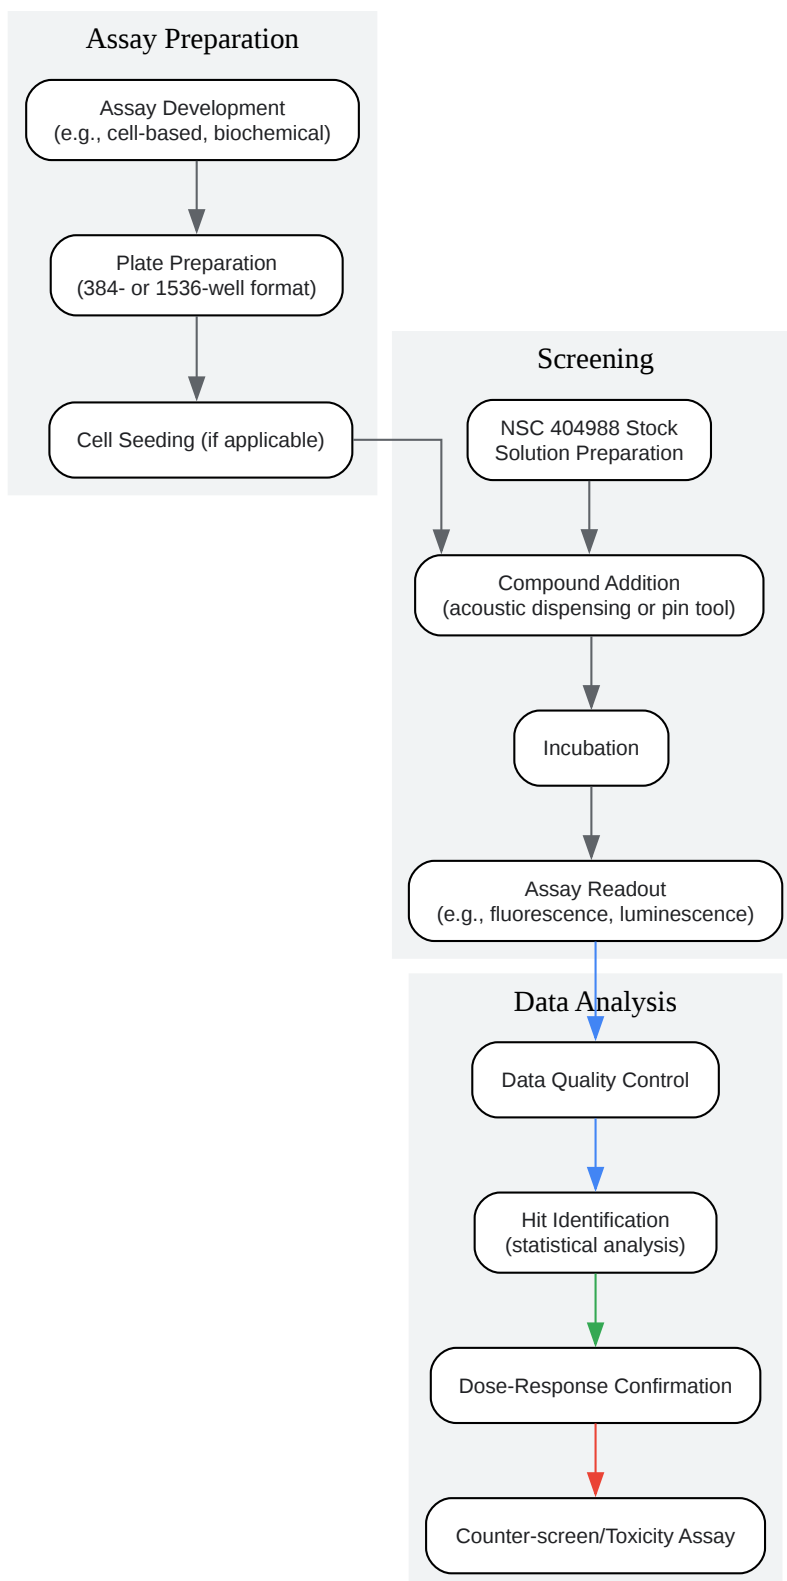 Assay Preparation
Assay Development
(e.g., cell-based, biochemical)
Plate Preparation
(384- or 1536-well format)
Cell Seeding (if applicable)
Screening
NSC 404988 Stock
Solution Preparation
Compound Addition
(acoustic dispensing or pin tool)
Incubation
Assay Readout
(e.g., fluorescence, luminescence)
Data Analysis
Data Quality Control
Hit Identification
(statistical analysis)
Dose-Response Confirmation
Counter-screen/Toxicity Assay